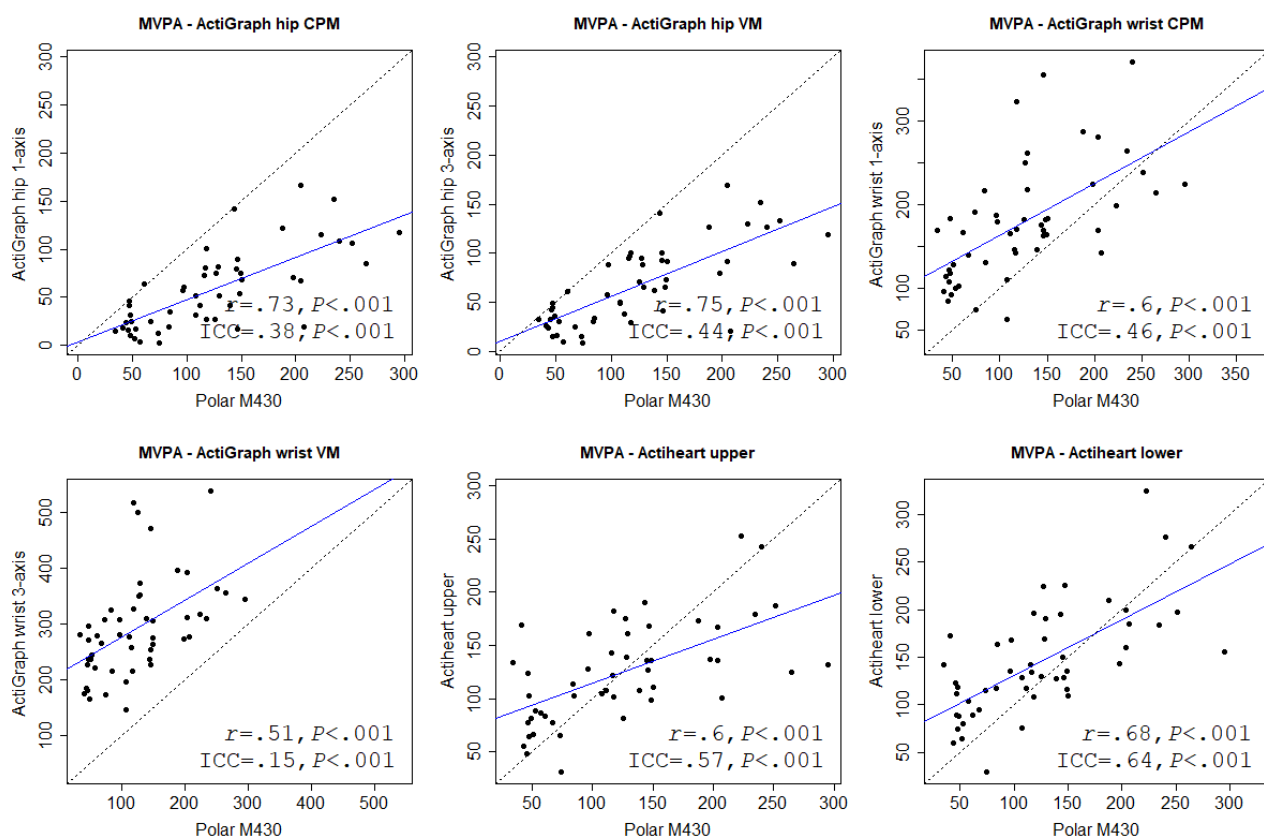 MVPA - ActiGraph hip CPM
ActiGraph hip 1-axis
300
250
200
150
100
50
0
r=.73, P<.001
ICC=.38, P<.001
0 50 100 150 200 250 300
Polar M430
MVPA - ActiGraph hip VM
ActiGraph hip 3-axis
300
250
200
150
100
50
0
r=.75, P<.001
ICC=.44, P<.001
0 50 100 150 200 250 300
Polar M430
MVPA - ActiGraph wrist CPM
ActiGraph wrist 1-axis
300
250
200
150
100
50
r=.6, P<.001
ICC=.46, P<.001
50 100 150 200 250 300 350
Polar M430
MVPA - ActiGraph wrist VM
ActiGraph wrist 3-axis
500
400
300
200
100
r=.51, P<.001
ICC=.15, P<.001
100 200 300 400 500
Polar M430
MVPA - Actiheart upper
Actiheart upper
300
250
200
150
100
50
r=.6, P<.001
ICC=.57, P<.001
50 100 150 200 250 300
Polar M430
MVPA - Actiheart lower
Actiheart lower
300
250
200
150
100
50
r=.68, P<.001
ICC=.64, P<.001
50 100 150 200 250 300
Polar M430